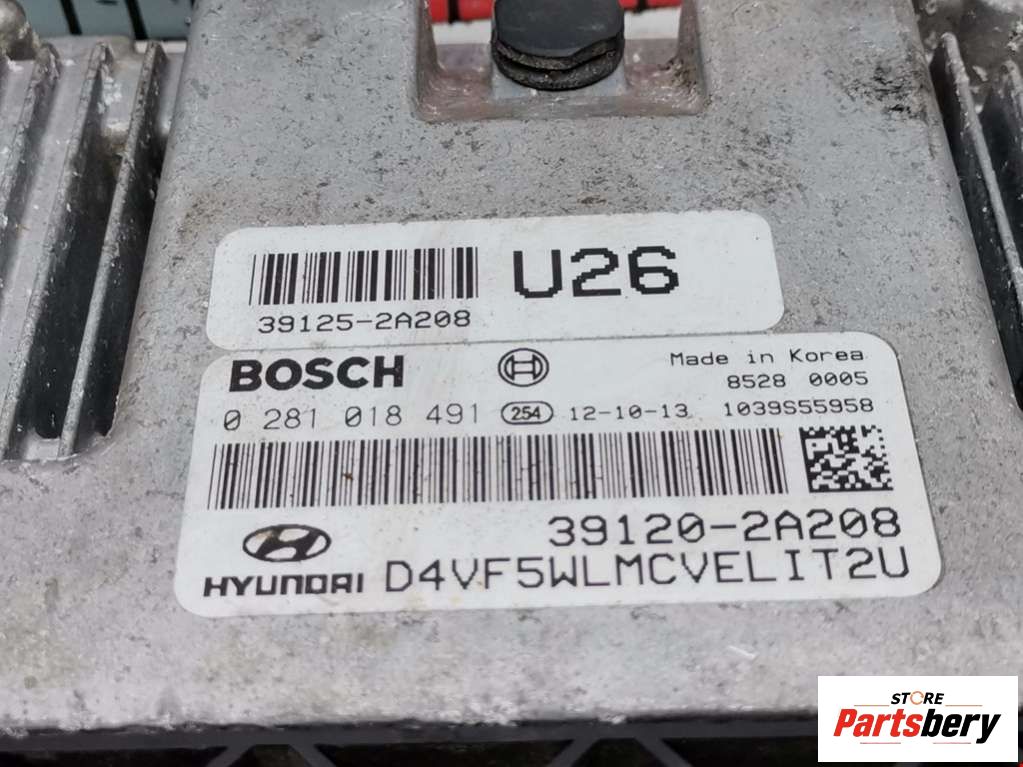 U26
39125-2A208
BOSCH
Made in Korea
8528 0005
0 281 018 491 254 12-10-13 1039S55958
39120-2A208
HYUNDAI D4VF5WLMCVELIT2U
STORE
Partsbery